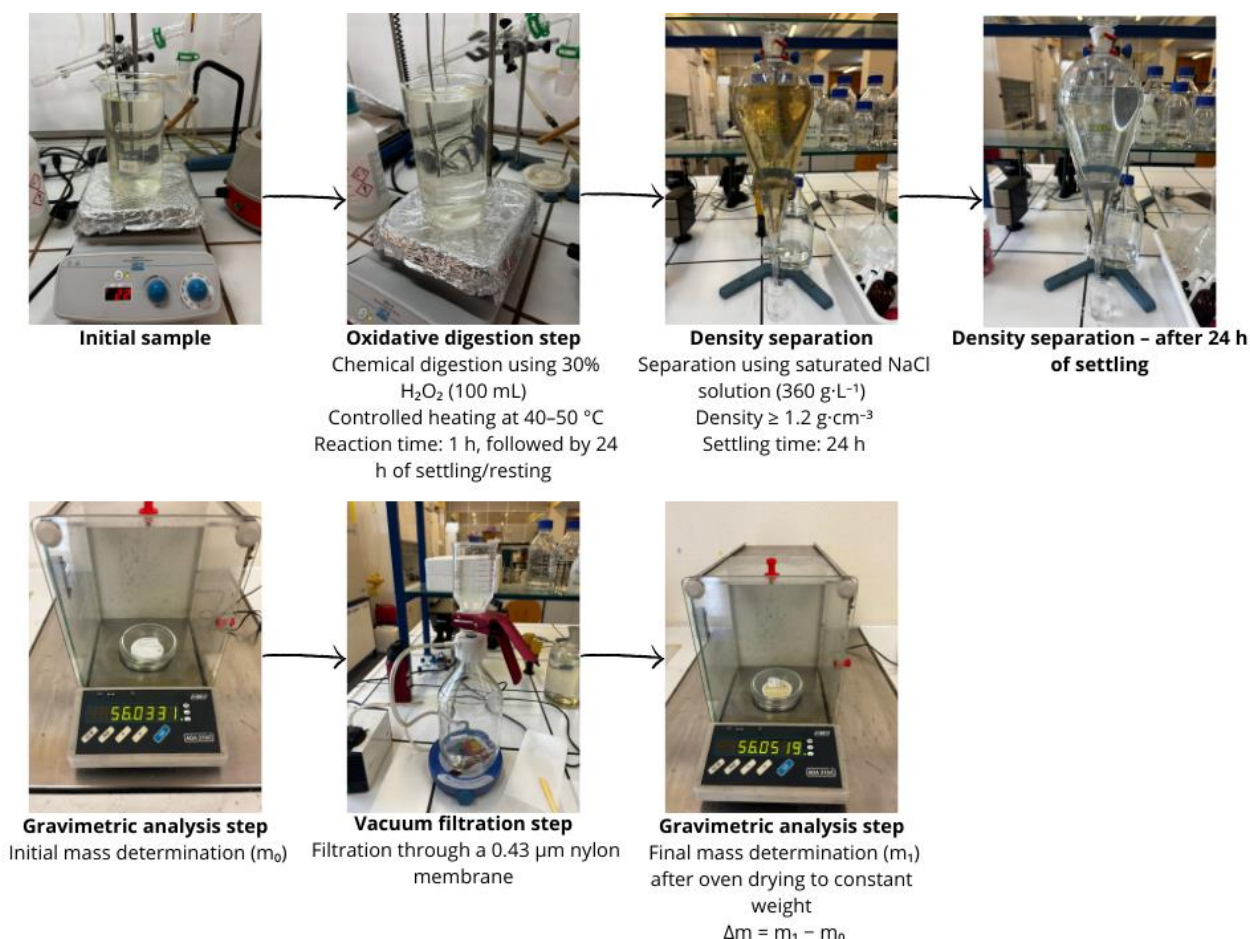 Initial sample
Oxidative digestion step
Chemical digestion using 30%
H₂O₂ (100 mL)
Controlled heating at 40–50 °C
Reaction time: 1 h, followed by 24
h of settling/resting
Density separation
Separation using saturated NaCl
solution (360 g·L⁻¹)
Density ≥ 1.2 g·cm⁻³
Settling time: 24 h
Density separation – after 24 h
of settling
56.0331
Gravimetric analysis step
Initial mass determination (m₀)
Vacuum filtration step
Filtration through a 0.43 µm nylon
membrane
56.0519
Gravimetric analysis step
Final mass determination (m₁)
after oven drying to constant
weight
Δm = m₁ − m₀